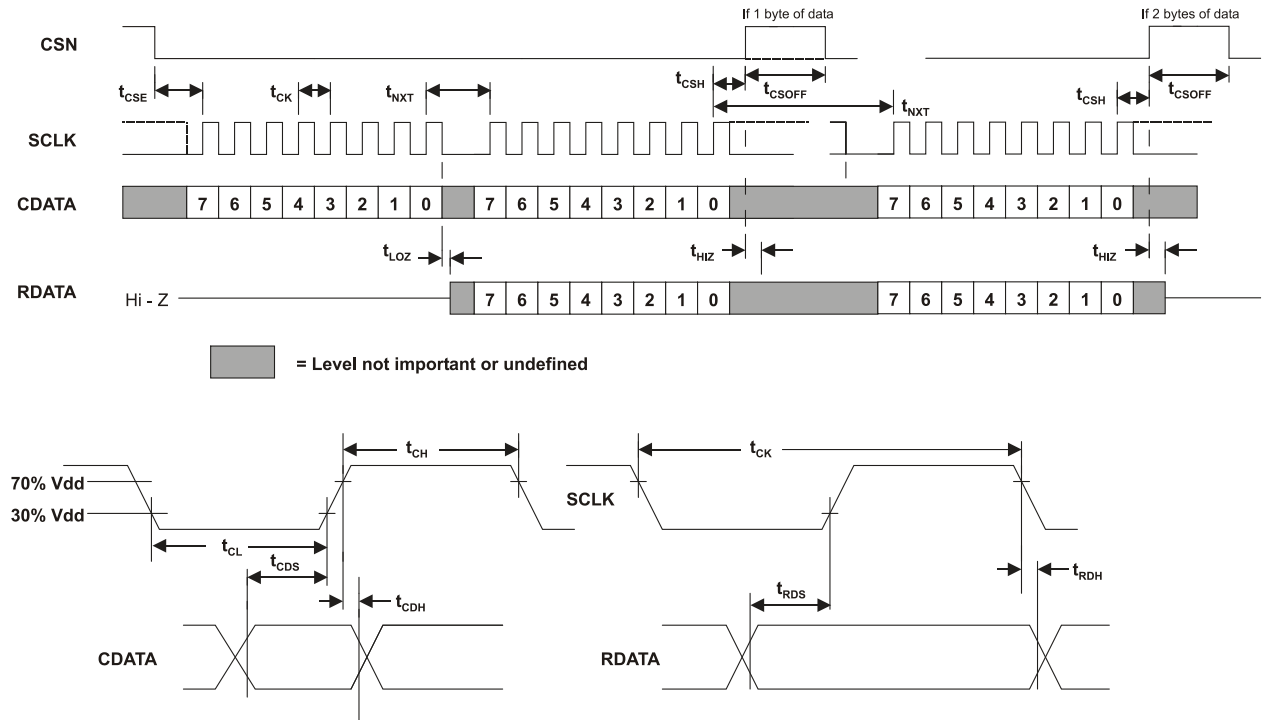 If 1 byte of data If 2 bytes of data
CSN
tCSE tCK tNXT tCSH tCSOFF tNXT tCSH tCSOFF
SCLK
CDATA 7 6 5 4 3 2 1 0 7 6 5 4 3 2 1 0 7 6 5 4 3 2 1 0
tLOZ tHIZ tHIZ
RDATA Hi - Z 7 6 5 4 3 2 1 0 7 6 5 4 3 2 1 0
= Level not important or undefined
tCH tCK
70% Vdd SCLK
30% Vdd
tCL
tCDS tRDH
tCDH tRDS
CDATA RDATA